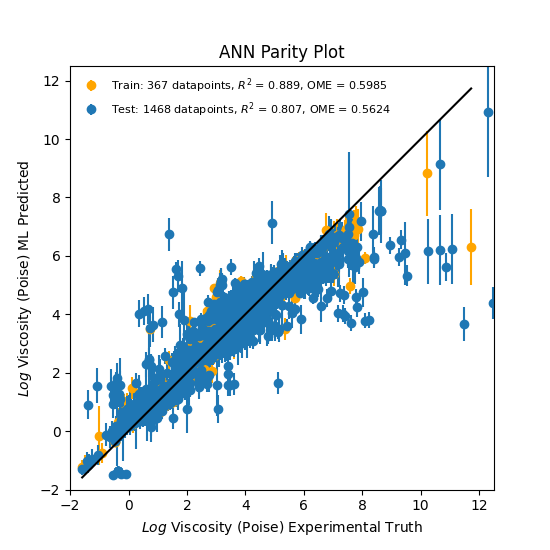 ANN Parity Plot
Train: 367 datapoints, R² = 0.889, OME = 0.5985
Test: 1468 datapoints, R² = 0.807, OME = 0.5624
12
10
8
6
4
2
0
−2
Log Viscosity (Poise) ML Predicted
−2 0 2 4 6 8 10 12
Log Viscosity (Poise) Experimental Truth